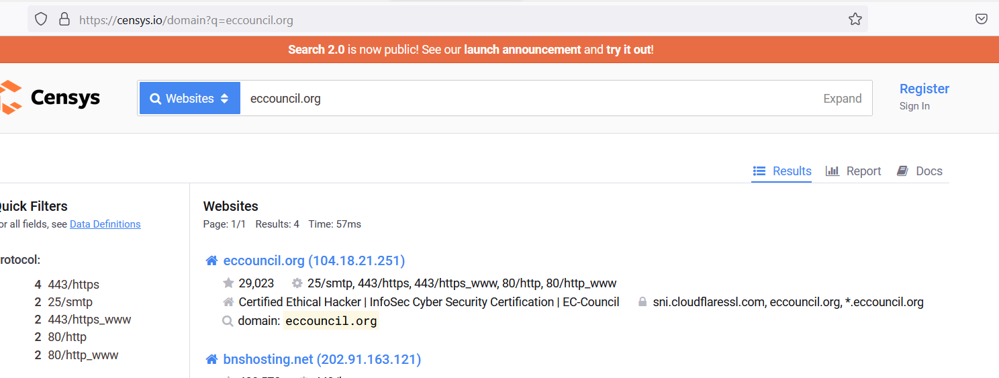 https://censys.io/domain?q=eccouncil.org
Search 2.0 is now public! See our launch announcement and try it out!
Censys
Websites
eccouncil.org
Expand
Register
Sign In
Results
Report
Docs
uick Filters
or all fields, see Data Definitions
rotocol:
4 443/https
2 25/smtp
2 443/https_www
2 80/http
2 80/http_www
Websites
Page: 1/1 Results: 4 Time: 57ms
eccouncil.org (104.18.21.251)
29,023 25/smtp, 443/https, 443/https_www, 80/http, 80/http_www
Certified Ethical Hacker | InfoSec Cyber Security Certification | EC-Council sni.cloudflaressl.com, eccouncil.org, *.eccouncil.org
domain: eccouncil.org
bnshosting.net (202.91.163.121)